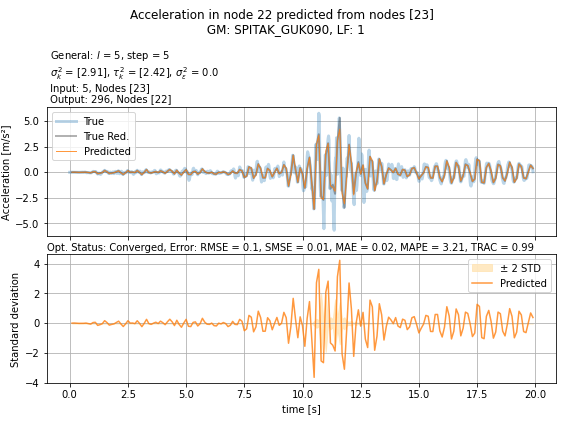 Acceleration in node 22 predicted from nodes [23]
GM: SPITAK_GUK090, LF: 1
General: l = 5, step = 5
σ²ₖ = [2.91], τ²ₖ = [2.42], σ²ₑ = 0.0
Input: 5, Nodes [23]
Output: 296, Nodes [22]
Acceleration [m/s²]
5.0
2.5
0.0
−2.5
−5.0
True
True Red.
Predicted
Opt. Status: Converged, Error: RMSE = 0.1, SMSE = 0.01, MAE = 0.02, MAPE = 3.21, TRAC = 0.99
Standard deviation
4
2
0
−2
−4
± 2 STD
Predicted
0.0 2.5 5.0 7.5 10.0 12.5 15.0 17.5 20.0
time [s]